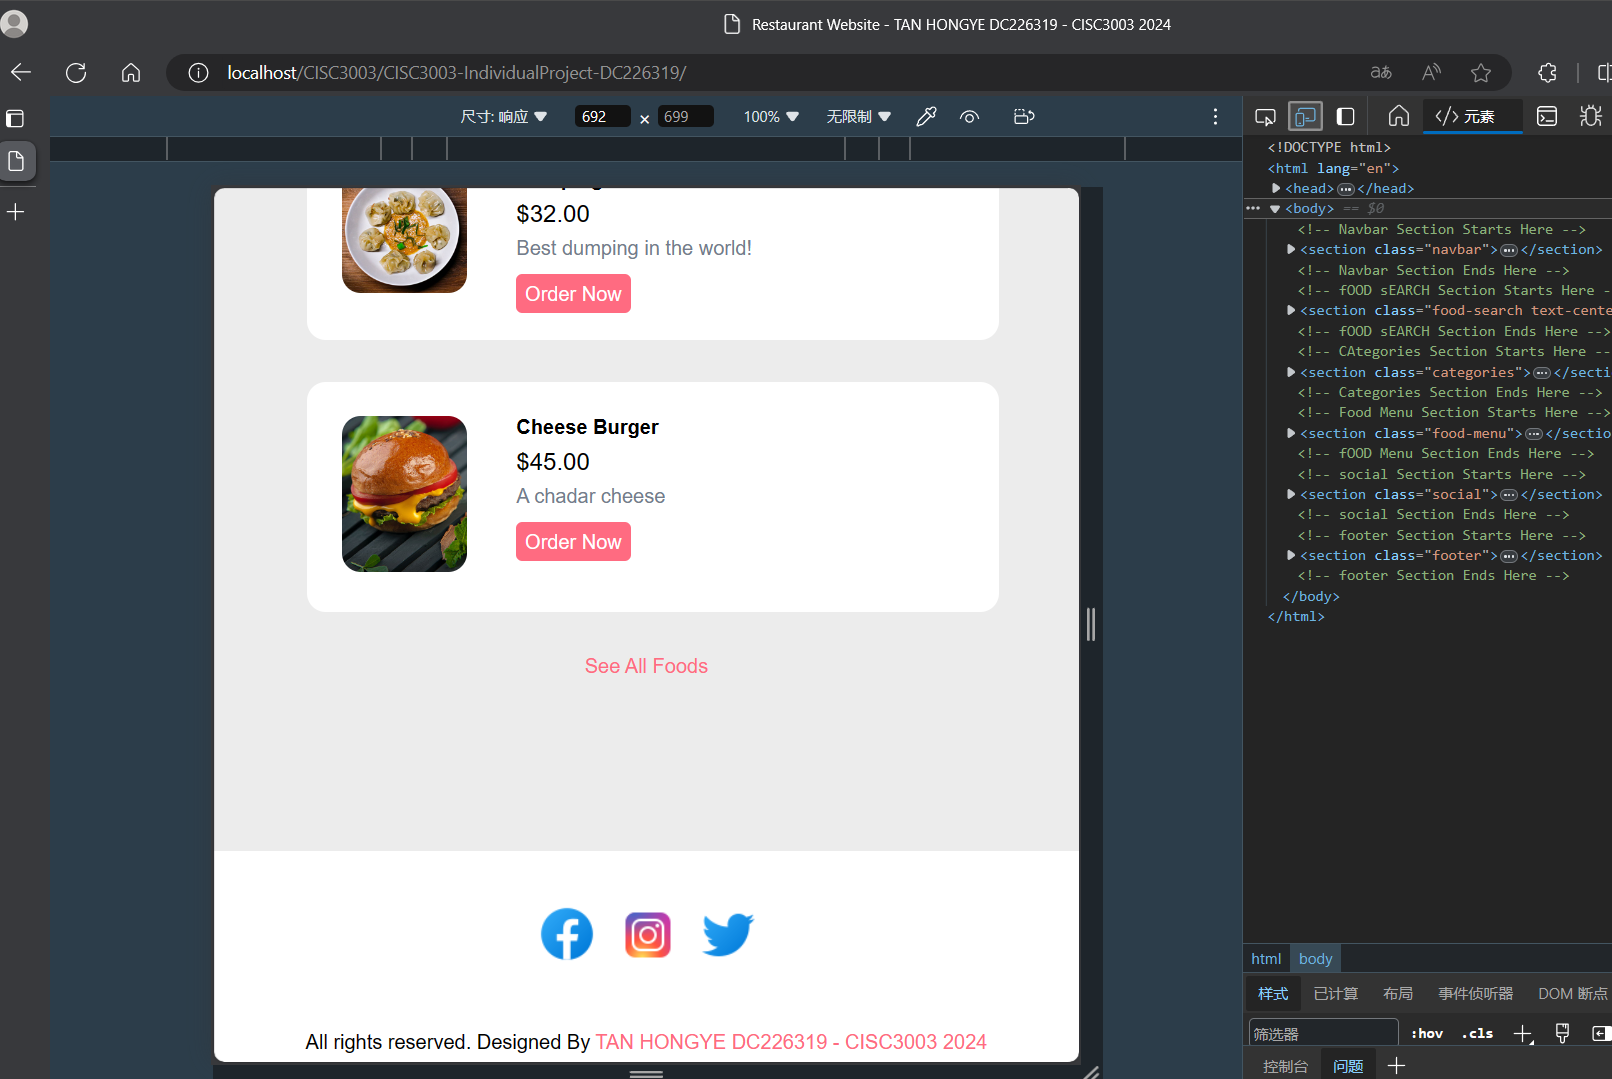 Restaurant Website - TAN HONGYE DC226319 - CISC3003 2024
localhost/CISC3003/CISC3003-IndividualProject-DC226319/
尺寸: 响应 692 × 699 100% 无限制
元素
$32.00
Best dumping in the world!
Order Now
Cheese Burger
$45.00
A chadar cheese
Order Now
See All Foods
All rights reserved. Designed By TAN HONGYE DC226319 - CISC3003 2024
<!DOCTYPE html>
<html lang="en">
<head> ••• </head>
••• <body> == $0
<!-- Navbar Section Starts Here -->
<section class="navbar"> ••• </section>
<!-- Navbar Section Ends Here -->
<!-- fOOD sEARCH Section Starts Here -
<section class="food-search text-cente
<!-- fOOD sEARCH Section Ends Here -->
<!-- CAtegories Section Starts Here --
<section class="categories"> ••• </secti
<!-- Categories Section Ends Here -->
<!-- Food Menu Section Starts Here -->
<section class="food-menu"> ••• </sectio
<!-- fOOD Menu Section Ends Here -->
<!-- social Section Starts Here -->
<section class="social"> ••• </section>
<!-- social Section Ends Here -->
<!-- footer Section Starts Here -->
<section class="footer"> ••• </section>
<!-- footer Section Ends Here -->
</body>
</html>
html body
样式 已计算 布局 事件侦听器 DOM 断点
筛选器 :hov .cls
控制台 问题